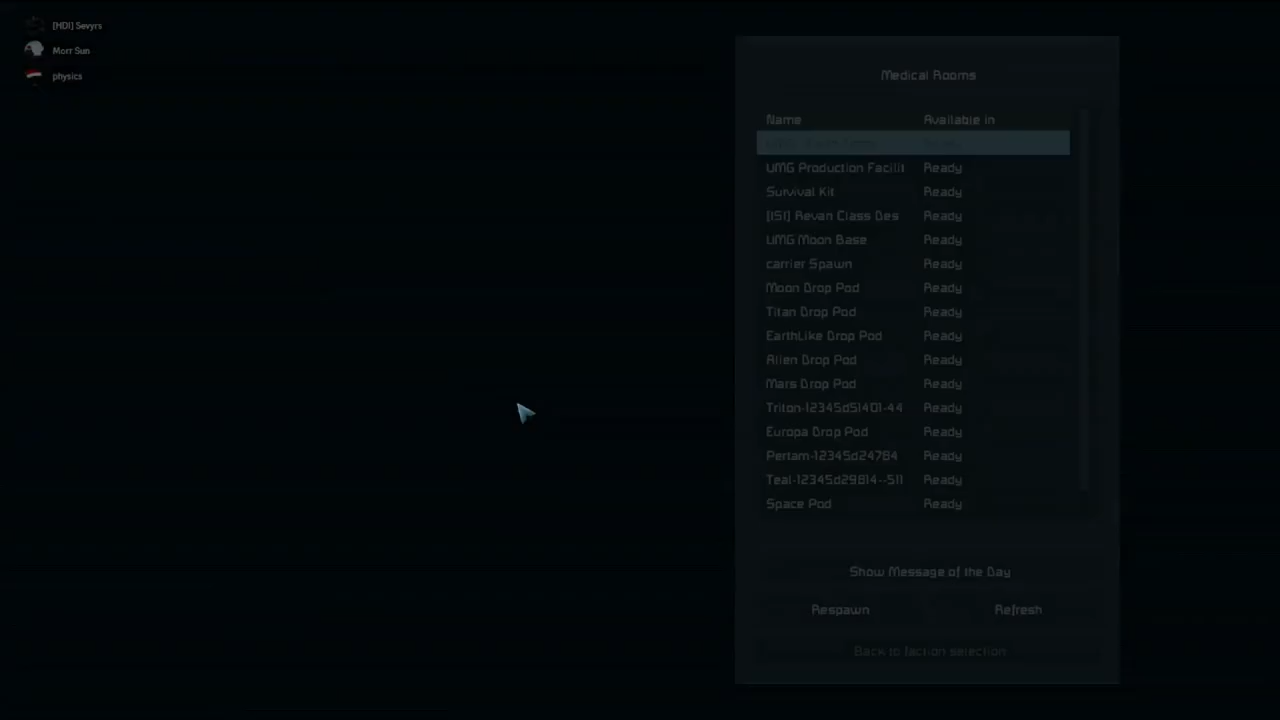 [HDI] Sevyrs
Morr Sun
physics
Medical Rooms
Name Available in
UMG Production Facilit Ready
Survival Kit Ready
[ISI] Revan Class Des Ready
UMG Moon Base Ready
carrier Spawn Ready
Moon Drop Pod Ready
Titan Drop Pod Ready
EarthLike Drop Pod Ready
Alien Drop Pod Ready
Mars Drop Pod Ready
Triton-12345d51401-44 Ready
Europa Drop Pod Ready
Pertam-12345d24784 Ready
Teal-12345d29814--511 Ready
Space Pod Ready
Show Message of the Day
Respawn Refresh
Back to faction selection